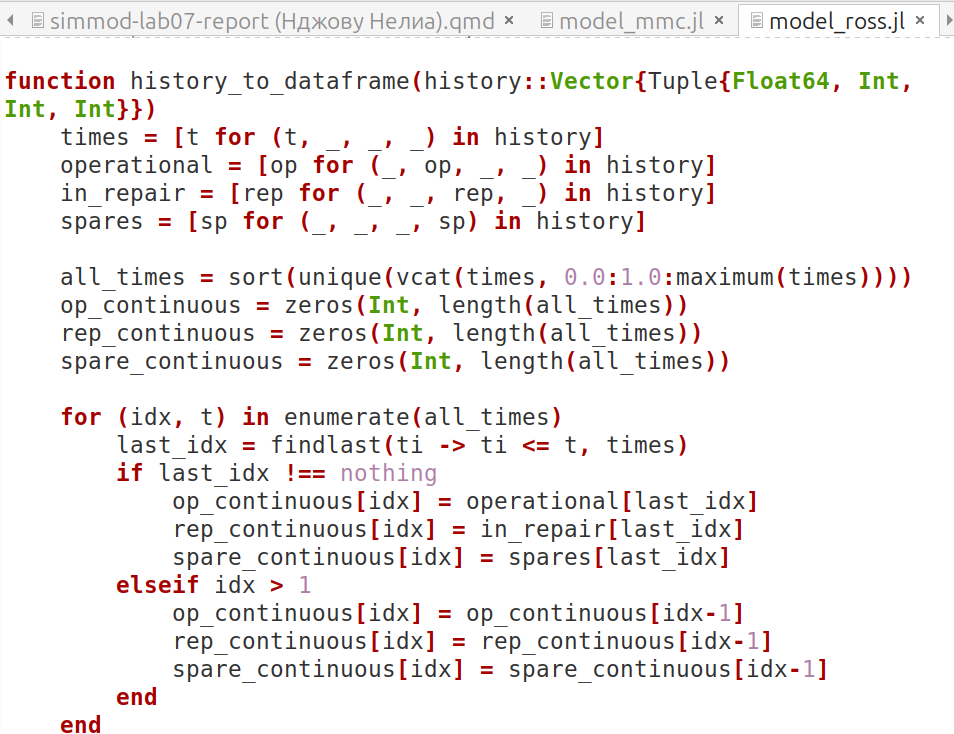 simmod-lab07-report (Нджову Нелиа).qmd × model_mmc.jl × model_ross.jl ×
function history_to_dataframe(history::Vector{Tuple{Float64, Int,
Int, Int}})
    times = [t for (t, _, _, _) in history]
    operational = [op for (_, op, _, _) in history]
    in_repair = [rep for (_, _, rep, _) in history]
    spares = [sp for (_, _, _, sp) in history]

    all_times = sort(unique(vcat(times, 0.0:1.0:maximum(times))))
    op_continuous = zeros(Int, length(all_times))
    rep_continuous = zeros(Int, length(all_times))
    spare_continuous = zeros(Int, length(all_times))

    for (idx, t) in enumerate(all_times)
        last_idx = findlast(ti -> ti <= t, times)
        if last_idx !== nothing
            op_continuous[idx] = operational[last_idx]
            rep_continuous[idx] = in_repair[last_idx]
            spare_continuous[idx] = spares[last_idx]
        elseif idx > 1
            op_continuous[idx] = op_continuous[idx-1]
            rep_continuous[idx] = rep_continuous[idx-1]
            spare_continuous[idx] = spare_continuous[idx-1]
        end
    end